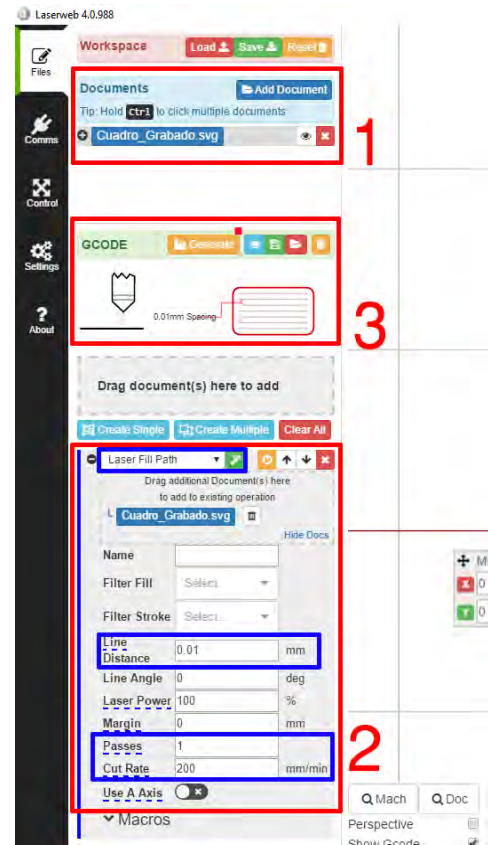 Laserweb 4.0.988
Files
Comms
Control
Settings
? About
Workspace Load Save Reset
Documents Add Document
Tip: Hold Ctrl to click multiple documents
Cuadro_Grabado.svg
1
GCODE Generate
0.01mm Spacing
3
Drag document(s) here to add
Create Single Create Multiple Clear All
Laser Fill Path
Drag additional Document(s) here
to add to existing operation
Cuadro_Grabado.svg
Hide Docs
Name
Filter Fill Select...
Filter Stroke Select...
Line Distance 0.01 mm
Line Angle 0 deg
Laser Power 100 %
Margin 0 mm
Passes 1
Cut Rate 200 mm/min
Use A Axis
Macros
2
X 0
Y 0
Mach Doc
Perspective
Show Gcode